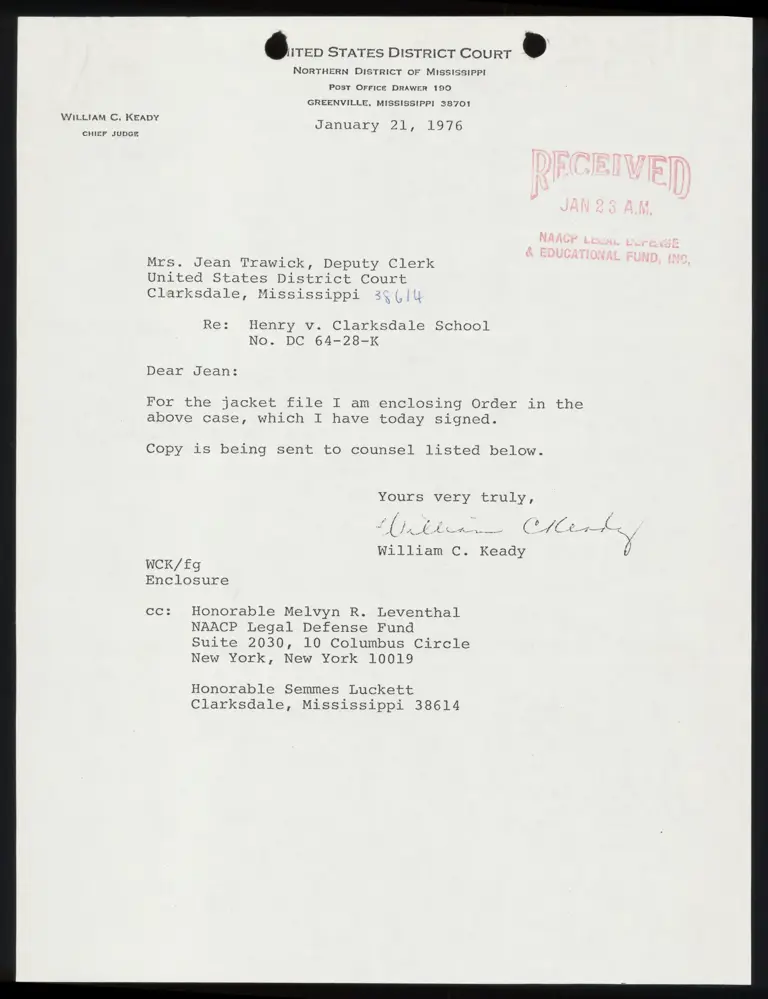 ITED STATES DISTRICT COURT
NORTHERN DISTRICT OF MISSISSIPPI
POST OFFICE DRAWER 190
GREENVILLE, MISSISSIPPI 38701
WILLIAM C. KEADY
CHIEF JUDGE
January 21, 1976
RECEIVED
JAN 23 A.M.
NAACP LEGAL DEFENSE
& EDUCATIONAL FUND, INC.
Mrs. Jean Trawick, Deputy Clerk
United States District Court
Clarksdale, Mississippi 38614
Re: Henry v. Clarksdale School
No. DC 64-28-K
Dear Jean:
For the jacket file I am enclosing Order in the
above case, which I have today signed.
Copy is being sent to counsel listed below.
Yours very truly,
William C Keady
William C. Keady
WCK/fg
Enclosure
cc: Honorable Melvyn R. Leventhal
NAACP Legal Defense Fund
Suite 2030, 10 Columbus Circle
New York, New York 10019
Honorable Semmes Luckett
Clarksdale, Mississippi 38614